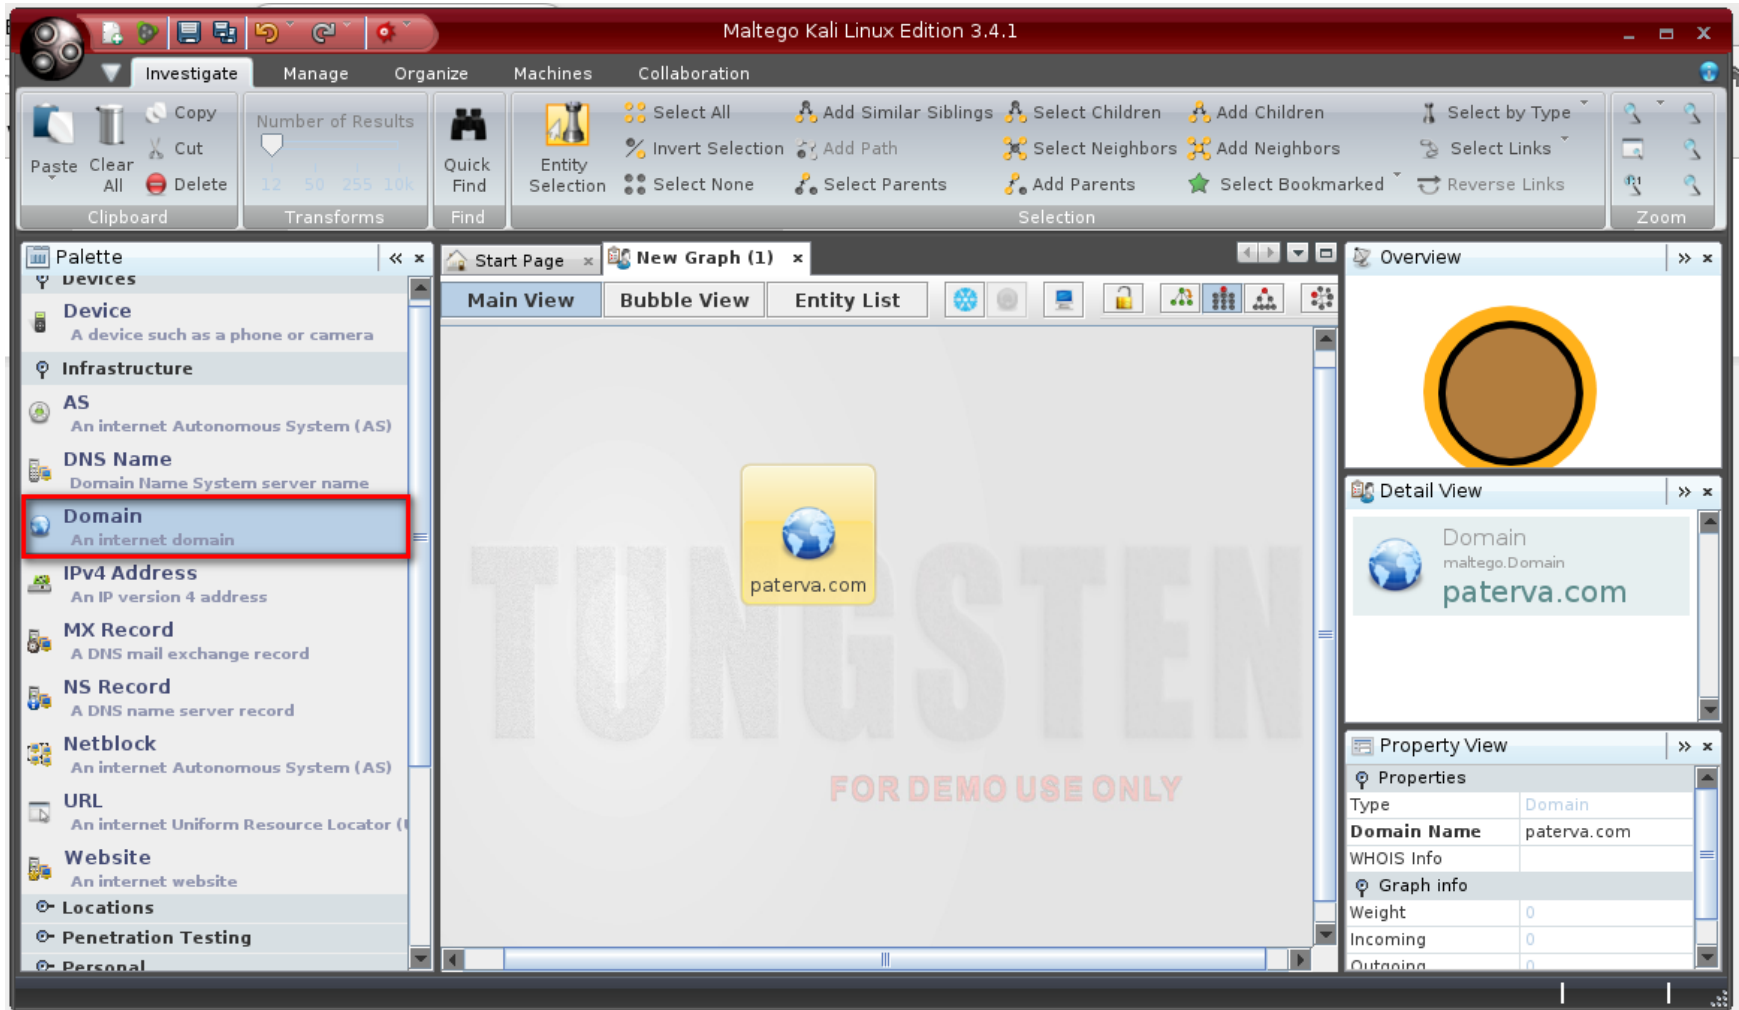 Maltego Kali Linux Edition 3.4.1
Investigate Manage Organize Machines Collaboration
Paste
Clear All
Copy
Cut
Delete
Clipboard
Number of Results
12 50 255 10k
Transforms
Quick Find
Find
Entity Selection
Select All
Invert Selection
Select None
Add Similar Siblings
Add Path
Select Parents
Select Children
Select Neighbors
Add Parents
Add Children
Add Neighbors
Select Bookmarked
Select by Type
Select Links
Reverse Links
Selection
Zoom
Palette
Devices
Device
A device such as a phone or camera
Infrastructure
AS
An internet Autonomous System (AS)
DNS Name
Domain Name System server name
Domain
An internet domain
IPv4 Address
An IP version 4 address
MX Record
A DNS mail exchange record
NS Record
A DNS name server record
Netblock
An internet Autonomous System (AS)
URL
An internet Uniform Resource Locator (
Website
An internet website
Locations
Penetration Testing
Personal
Start Page
New Graph (1)
Main View Bubble View Entity List
paterva.com
TUNGSTEN
FOR DEMO USE ONLY
Overview
Detail View
Domain
maltego.Domain
paterva.com
Property View
Properties
Type Domain
Domain Name paterva.com
WHOIS Info
Graph info
Weight 0
Incoming 0
Outgoing 0